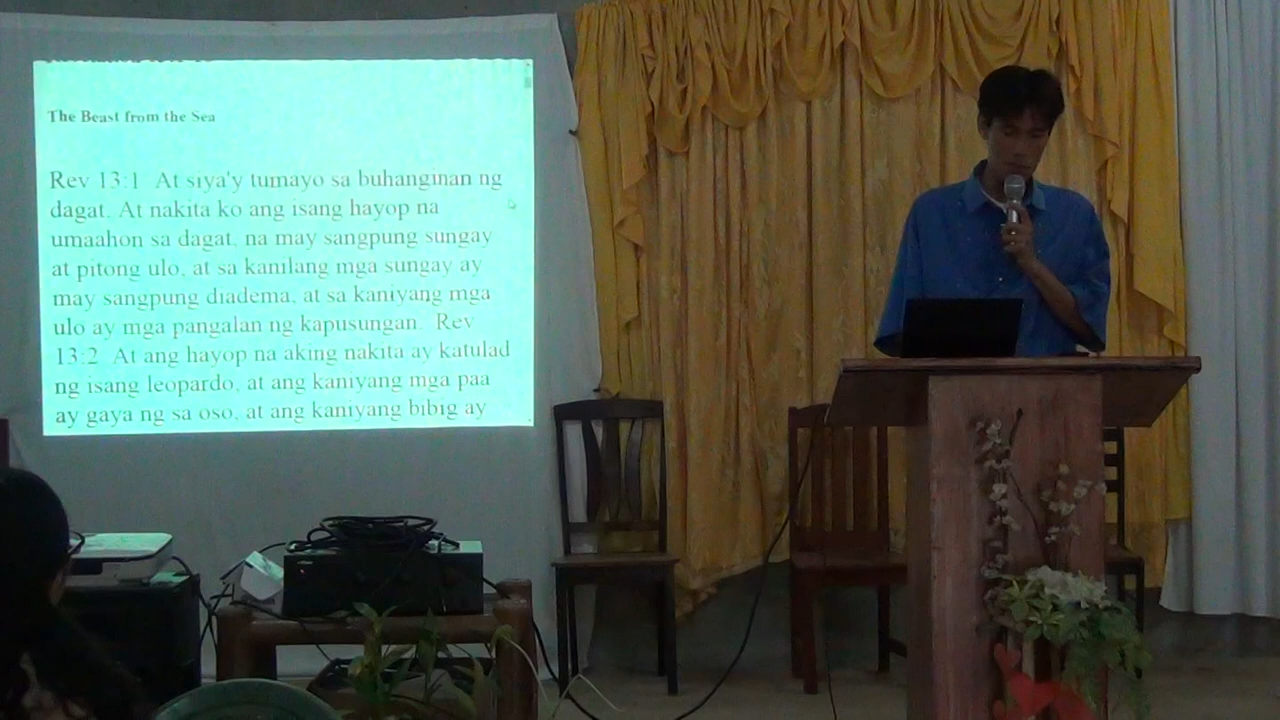 The Beast from the Sea
Rev 13:1 At siya'y tumayo sa buhanginan ng
dagat. At nakita ko ang isang hayop na
umaahon sa dagat, na may sangpung sungay
at pitong ulo, at sa kanilang mga sungay ay
may sangpung diadema, at sa kaniyang mga
ulo ay mga pangalan ng kapusungan. Rev
13:2 At ang hayop na aking nakita ay katulad
ng isang leopardo, at ang kaniyang mga paa
ay gaya ng sa oso, at ang kaniyang bibig ay